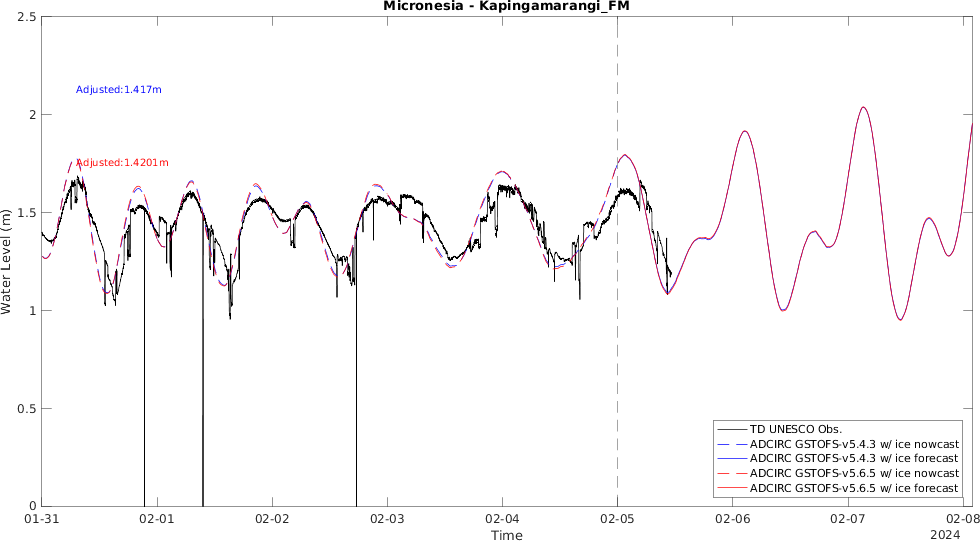 Micronesia - Kapingamarangi_FM
Water Level (m)
2.5
2
1.5
1
0.5
0
Adjusted:1.417m
Adjusted:1.4201m
TD UNESCO Obs.
ADCIRC GSTOFS-v5.4.3 w/ ice nowcast
ADCIRC GSTOFS-v5.4.3 w/ ice forecast
ADCIRC GSTOFS-v5.6.5 w/ ice nowcast
ADCIRC GSTOFS-v5.6.5 w/ ice forecast
01-31 02-01 02-02 02-03 02-04 02-05 02-06 02-07 02-08
Time
2024